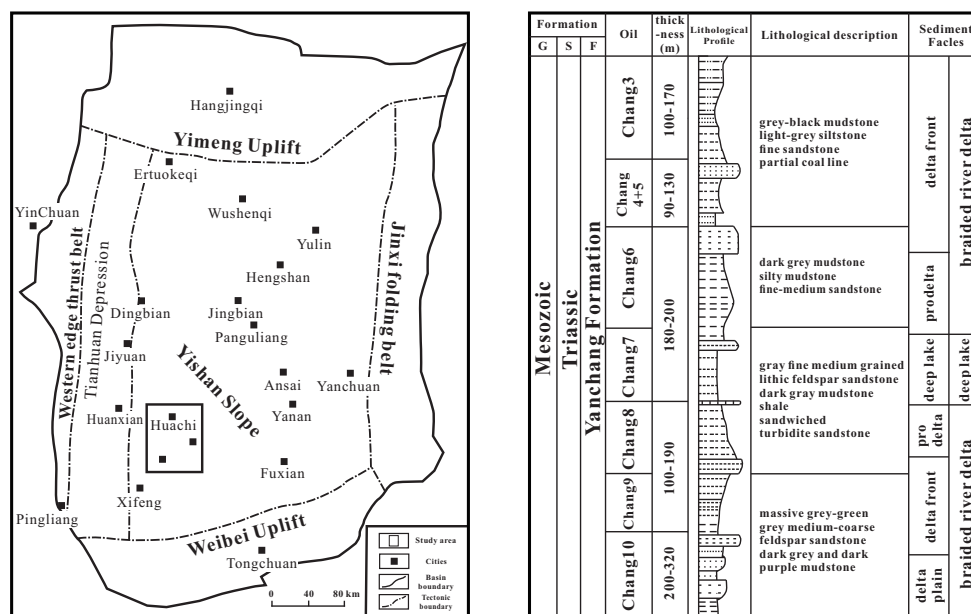 Hangjingqi
Yimeng Uplift
Ertuokeqi
Wushenqi
YinChuan
Yulin
Hengshan
Western edge thrust belt
Tianhuan Depression
Jinxi folding belt
Dingbian
Jingbian
Panguliang
Jiyuan
Yishan Slope
Ansai
Yanchuan
Huanxian
Huachi
Yanan
Fuxian
Xifeng
Pingliang
Weibei Uplift
Tongchuan
0
40
80 km
Study area
Cities
Basin
boundary
Tectonic
boundary
Formation
G
S
F
Oil
thick
-ness
(m)
Lithological
Profile
Lithological description
Sediment
Facles
Mesozoic
Triassic
Yanchang Formation
Chang3
100-170
grey-black mudstone
light-grey siltstone
fine sandstone
partial coal line
delta front
braided river delta
Chang
4+5
90-130
Chang6
180-200
dark grey mudstone
silty mudstone
fine-medium sandstone
prodelta
Chang7
gray fine medium grained
lithic feldspar sandstone
dark gray mudstone
shale
sandwiched
turbidite sandstone
deep lake
deep lake
Chang8
100-190
pro
delta
braided river delta
Chang9
delta front
massive grey-green
grey medium-coarse
feldspar sandstone
dark grey and dark
purple mudstone
Chang10
200-320
delta
plain